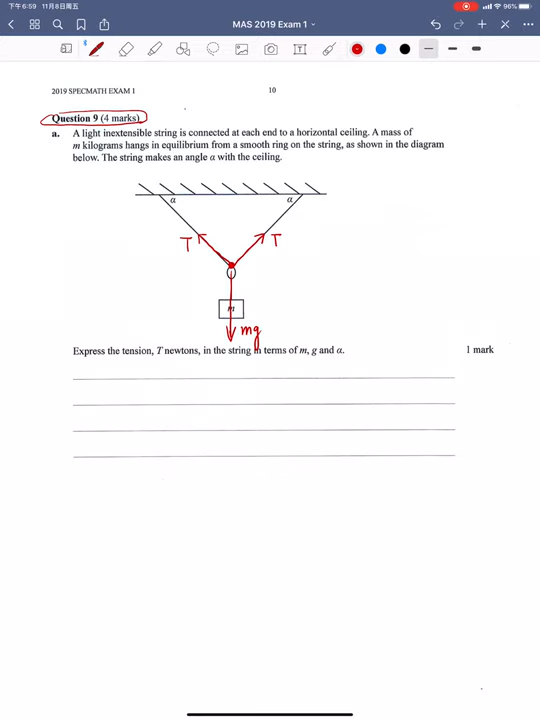 下午 6:59 11月8日周五
96%
MAS 2019 Exam 1
2019 SPECMATH EXAM 1
10
Question 9 (4 marks)
a. A light inextensible string is connected at each end to a horizontal ceiling. A mass of
m kilograms hangs in equilibrium from a smooth ring on the string, as shown in the diagram
below. The string makes an angle α with the ceiling.
α α
T T
m
mg
Express the tension, T newtons, in the string in terms of m, g and α.
1 mark